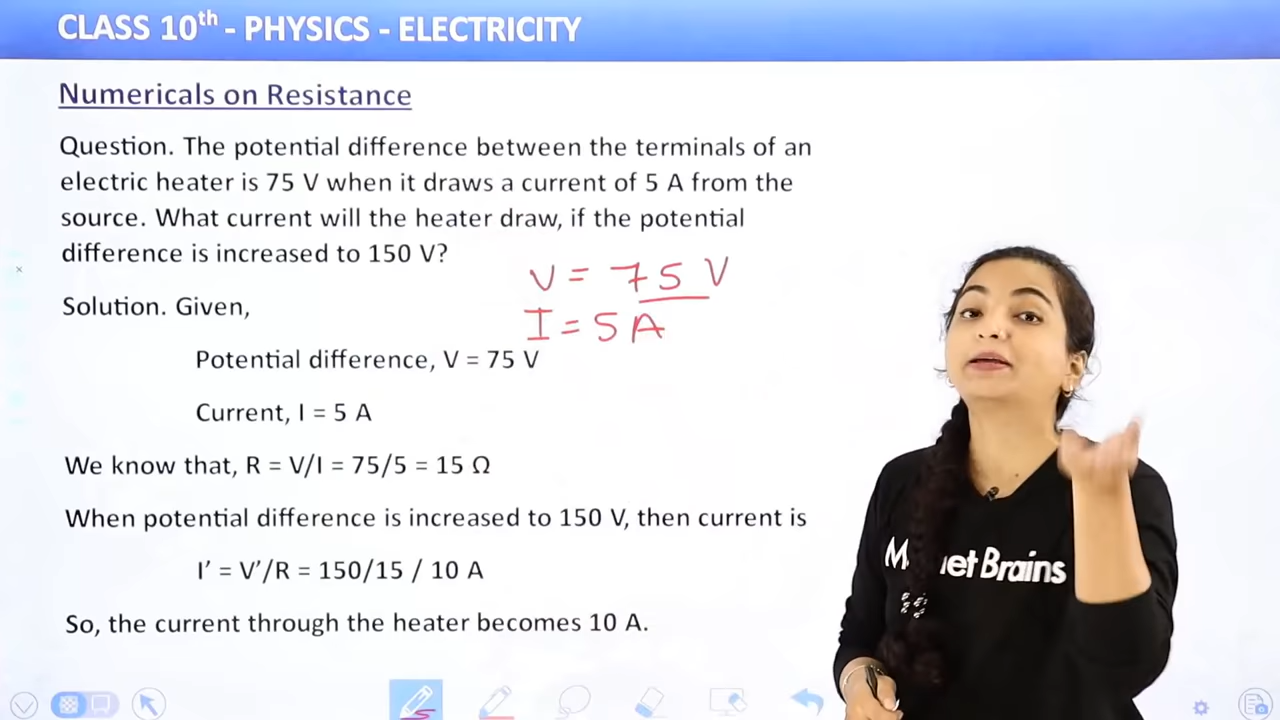 CLASS 10th - PHYSICS - ELECTRICITY
Numericals on Resistance
Question. The potential difference between the terminals of an
electric heater is 75 V when it draws a current of 5 A from the
source. What current will the heater draw, if the potential
difference is increased to 150 V?
V = 75 V
Solution. Given,
I = 5 A
Potential difference, V = 75 V
Current, I = 5 A
We know that, R = V/I = 75/5 = 15 Ω
When potential difference is increased to 150 V, then current is
I′ = V′/R = 150/15 / 10 A
So, the current through the heater becomes 10 A.
Brains